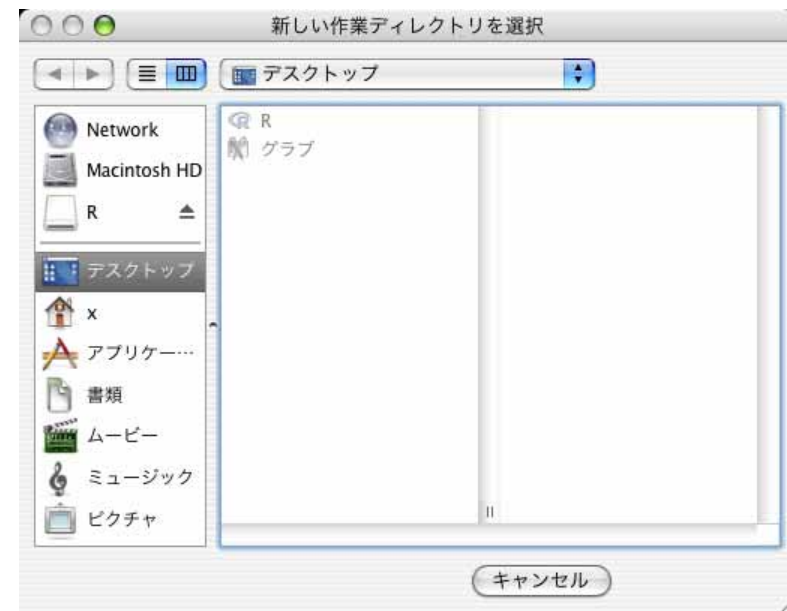 新しい作業ディレクトリを選択
デスクトップ
Network
Macintosh HD
R
デスクトップ
x
アプリケー…
書類
ムービー
ミュージック
ピクチャ
R
グラブ
キャンセル